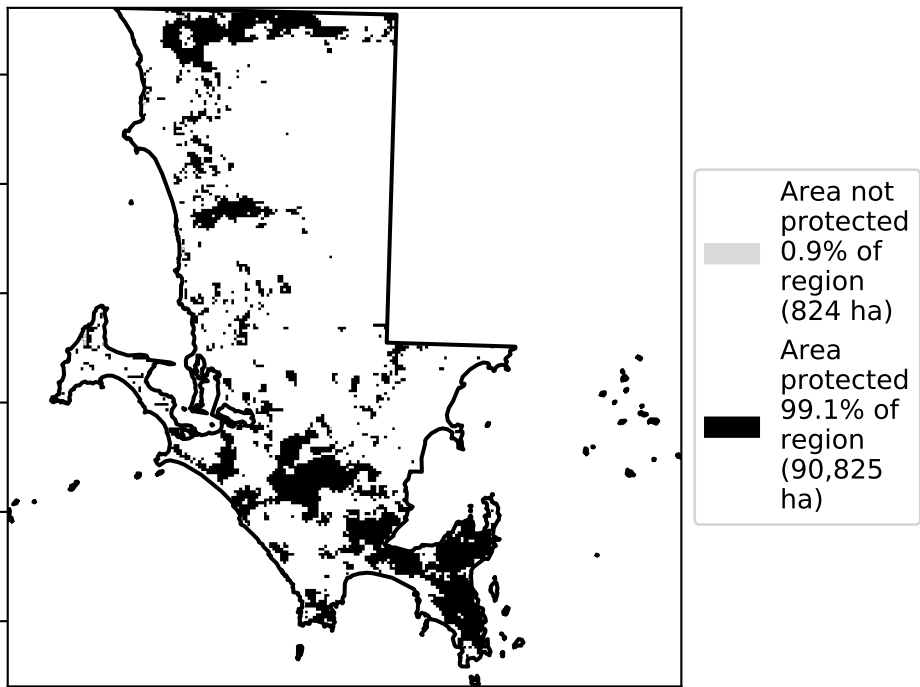 Area not
protected
0.9% of
region
(824 ha)
Area
protected
99.1% of
region
(90,825
ha)